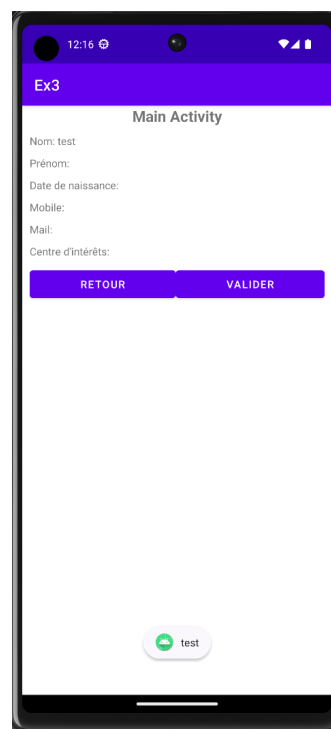 12:16
Ex3
Main Activity
Nom: test
Prénom:
Date de naissance:
Mobile:
Mail:
Centre d'intérêts:
RETOUR VALIDER
test